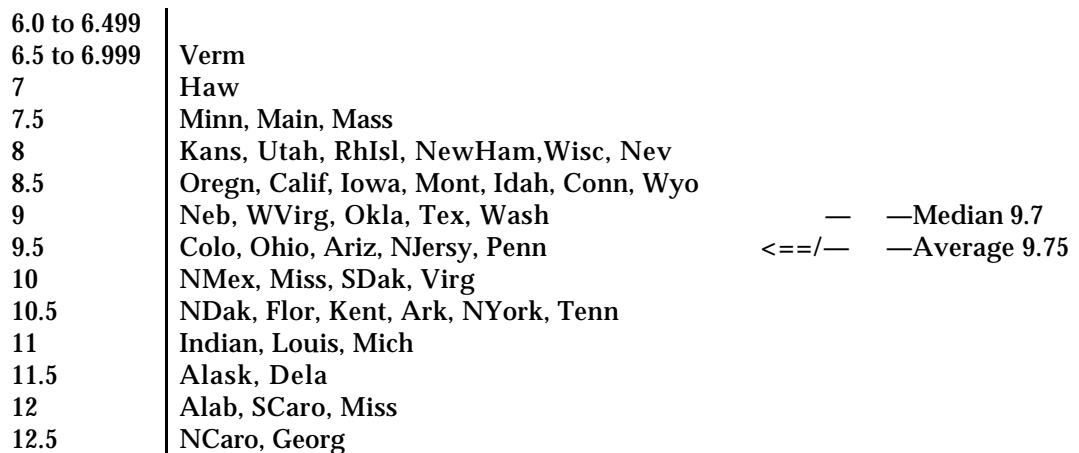 6.0 to 6.499
6.5 to 6.999 Verm
7 Haw
7.5 Minn, Main, Mass
8 Kans, Utah, RhIsl, NewHam,Wisc, Nev
8.5 Oregn, Calif, Iowa, Mont, Idah, Conn, Wyo
9 Neb, WVirg, Okla, Tex, Wash — —Median 9.7
9.5 Colo, Ohio, Ariz, NJersy, Penn <==/— —Average 9.75
10 NMex, Miss, SDak, Virg
10.5 NDak, Flor, Kent, Ark, NYork, Tenn
11 Indian, Louis, Mich
11.5 Alask, Dela
12 Alab, SCaro, Miss
12.5 NCaro, Georg